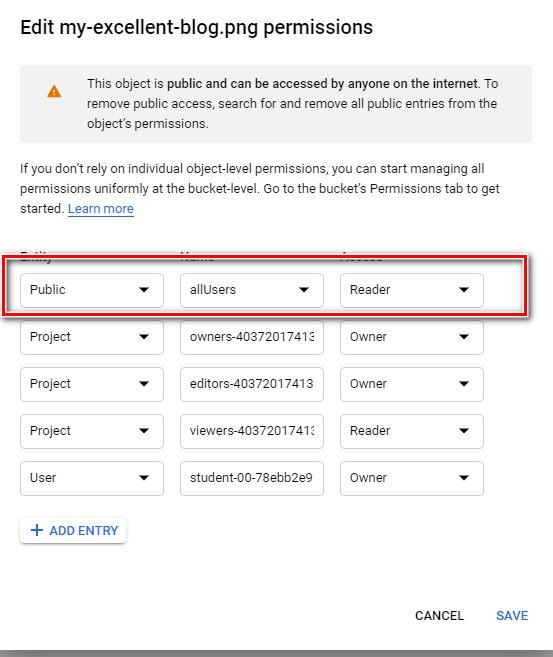 Edit my-excellent-blog.png permissions
This object is public and can be accessed by anyone on the internet. To
remove public access, search for and remove all public entries from the
object's permissions.
If you don't rely on individual object-level permissions, you can start managing all
permissions uniformly at the bucket-level. Go to the bucket's Permissions tab to get
started. Learn more
Entity Name Access
Public allUsers Reader
Project owners-40372017413 Owner
Project editors-40372017413 Owner
Project viewers-40372017413 Reader
User student-00-78ebb2e9 Owner
+ ADD ENTRY
CANCEL SAVE